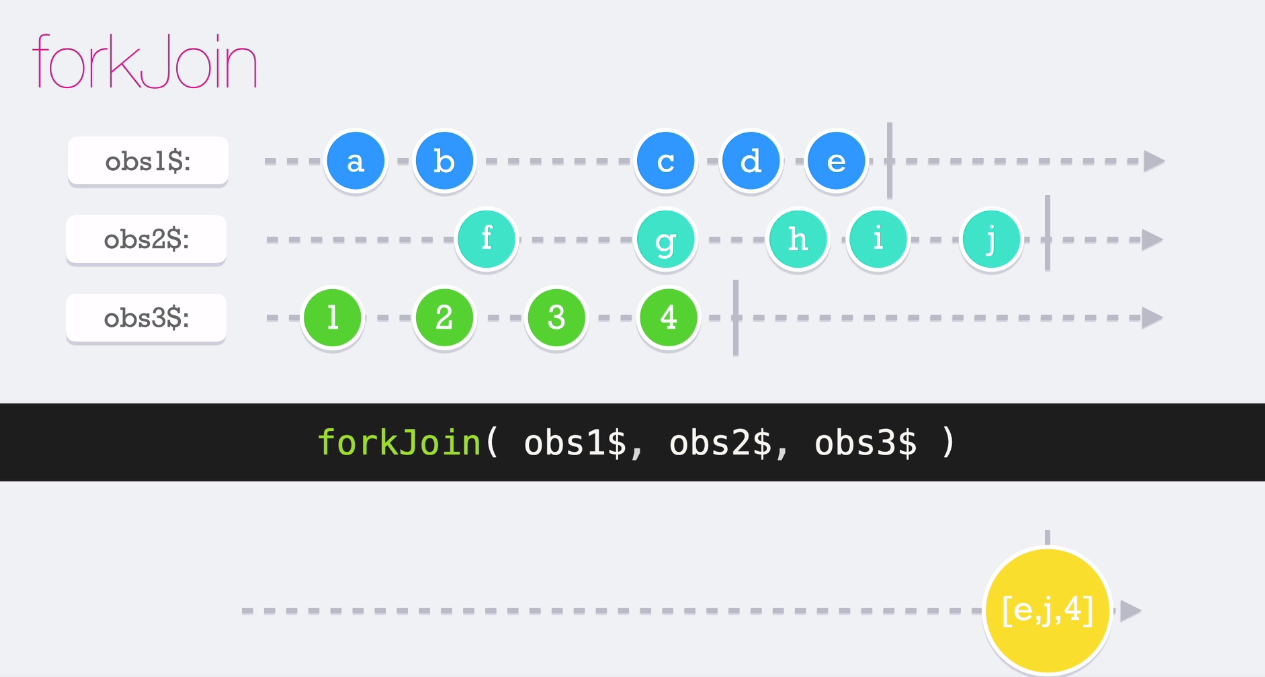 forkJoin
obs1$: a b c d e
obs2$: f g h i j
obs3$: 1 2 3 4
forkJoin( obs1$, obs2$, obs3$ )
[e,j,4]